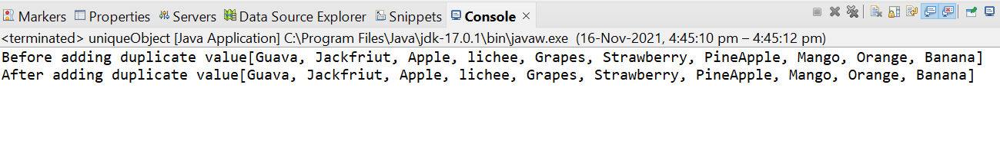 Markers Properties Servers Data Source Explorer Snippets Console
<terminated> uniqueObject [Java Application] C:\Program Files\Java\jdk-17.0.1\bin\javaw.exe (16-Nov-2021, 4:45:10 pm – 4:45:12 pm)
Before adding duplicate value[Guava, Jackfriut, Apple, lichee, Grapes, Strawberry, PineApple, Mango, Orange, Banana]
After adding duplicate value[Guava, Jackfriut, Apple, lichee, Grapes, Strawberry, PineApple, Mango, Orange, Banana]